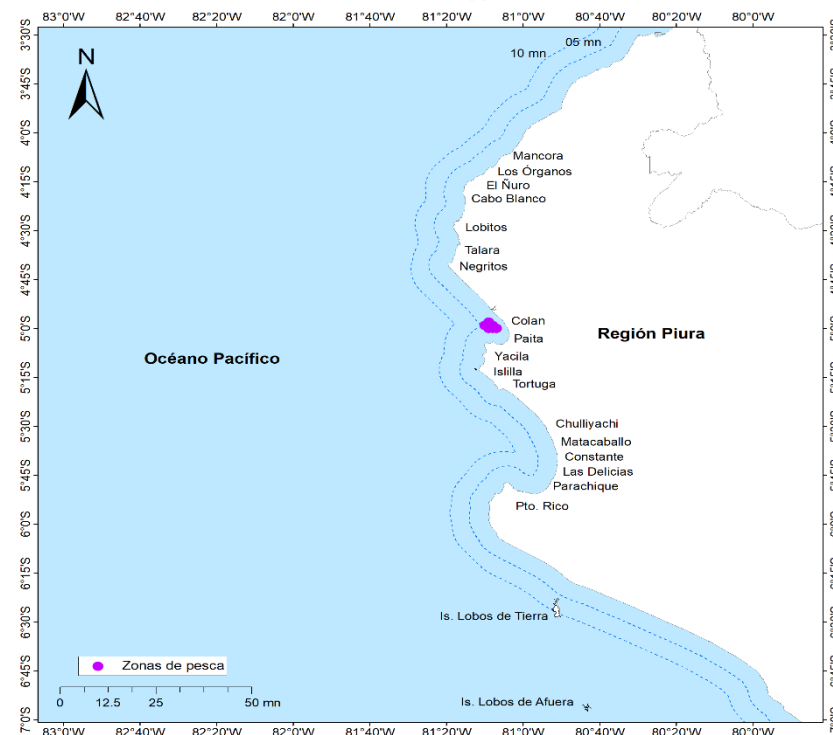 83°0'W 82°40'W 82°20'W 82°0'W 81°40'W 81°20'W 81°0'W 80°40'W 80°20'W 80°0'W
3°30'S
3°45'S
4°0'S
4°15'S
4°30'S
4°45'S
5°0'S
5°15'S
5°30'S
5°45'S
6°0'S
6°15'S
6°30'S
6°45'S
7°0'S
N
10 mn
05 mn
Mancora
Los Órganos
El Ñuro
Cabo Blanco
Lobitos
Talara
Negritos
Colan
Paita
Yacila
Islilla
Tortuga
Región Piura
Océano Pacífico
Chulliyachi
Matacaballo
Constante
Las Delicias
Parachique
Pto. Rico
Is. Lobos de Tierra
Is. Lobos de Afuera
Zonas de pesca
0 12.5 25 50 mn
83°0'W 82°40'W 82°20'W 82°0'W 81°40'W 81°20'W 81°0'W 80°40'W 80°20'W 80°0'W